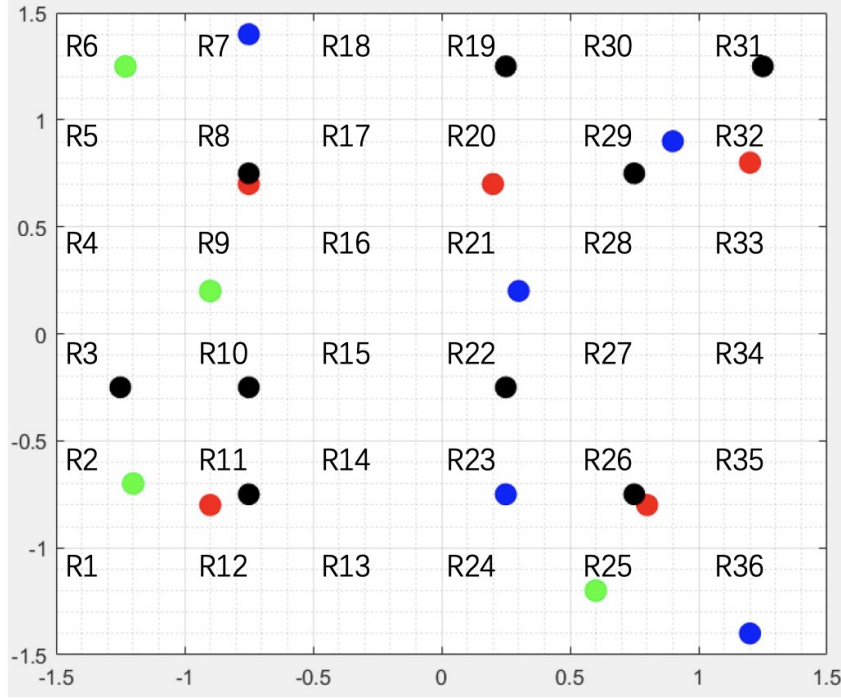 1.5
R6 R7 R18 R19 R30 R31
1
R5 R8 R17 R20 R29 R32
0.5
R4 R9 R16 R21 R28 R33
0
R3 R10 R15 R22 R27 R34
-0.5
R2 R11 R14 R23 R26 R35
-1
R1 R12 R13 R24 R25 R36
-1.5
-1.5 -1 -0.5 0 0.5 1 1.5